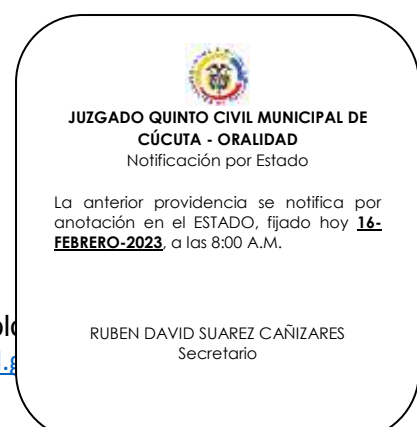 JUZGADO QUINTO CIVIL MUNICIPAL DE
CÚCUTA - ORALIDAD
Notificación por Estado
La anterior providencia se notifica por
anotación en el ESTADO, fijado hoy 16-
FEBRERO-2023, a las 8:00 A.M.
RUBEN DAVID SUAREZ CAÑIZARES
Secretario